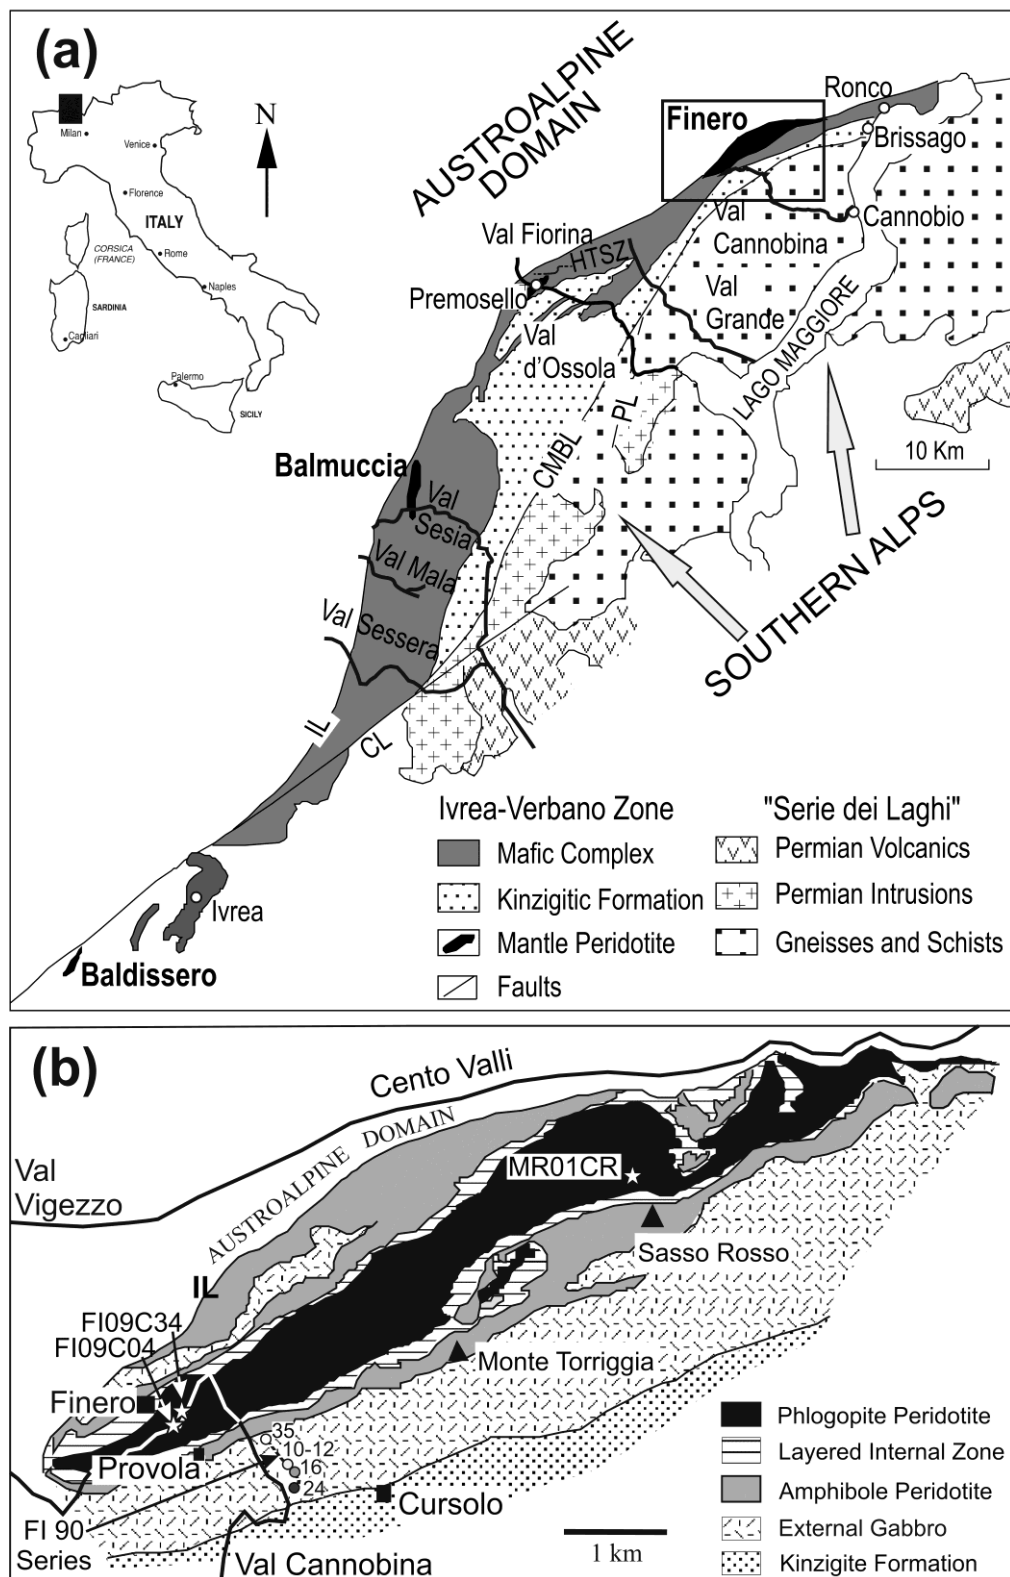 (a)
AUSTROALPINE
DOMAIN
N
Milan
Venice
Florence
ITALY
CORSICA
(FRANCE)
Rome
SARDINIA
Naples
Cagliari
Palermo
SICILY
Ronco
Finero
Brissago
Val
Cannobina
Cannobio
Val Fiorina
HTSZ
Premosello
Val
Grande
Val
d'Ossola
LAGO MAGGIORE
PL
CMBL
10 Km
Balmuccia
Val
Sesia
Val Mala
Val Sessera
SOUTHERN ALPS
IL
CL
Ivrea
Baldissero
Ivrea-Verbano Zone
Mafic Complex
Kinzigitic Formation
Mantle Peridotite
Faults
"Serie dei Laghi"
Permian Volcanics
Permian Intrusions
Gneisses and Schists
(b)
Cento Valli
AUSTROALPINE DOMAIN
Val
Vigezzo
MR01CR
Sasso Rosso
IL
FI09C34
FI09C04
Monte Torriggia
Finero
Provola
35
10-12
16
24
Cursolo
FI 90
Series
Val Cannobina
1 km
Phlogopite Peridotite
Layered Internal Zone
Amphibole Peridotite
External Gabbro
Kinzigite Formation